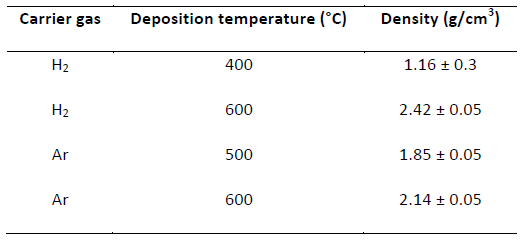 Carrier gas Deposition temperature (°C) Density (g/cm³)
H₂ 400 1.16 ± 0.3
H₂ 600 2.42 ± 0.05
Ar 500 1.85 ± 0.05
Ar 600 2.14 ± 0.05